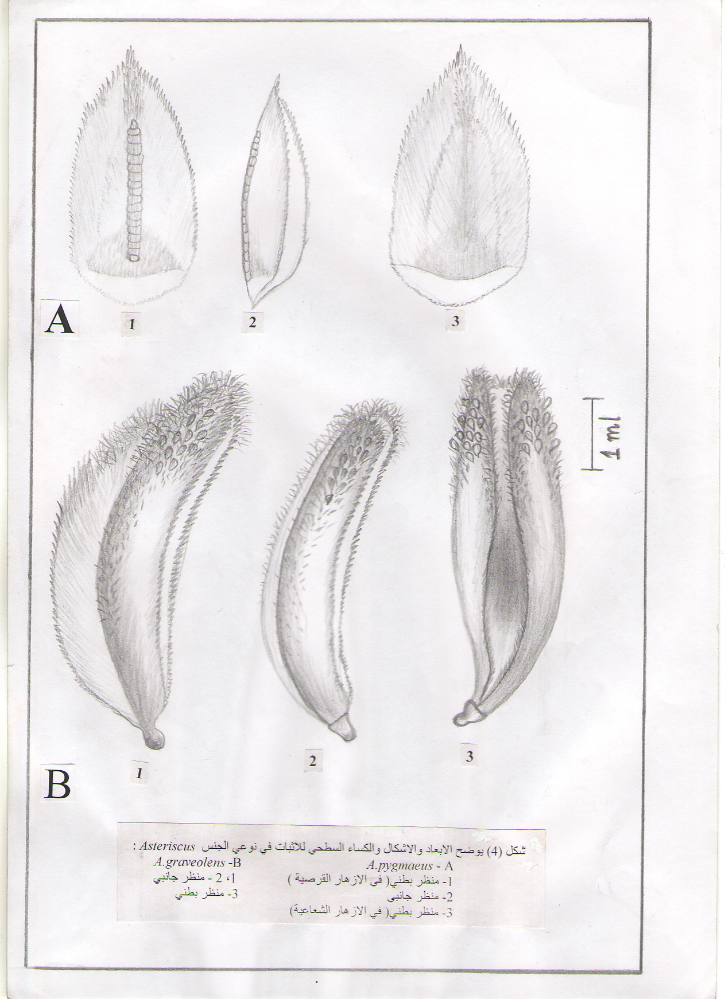 A
1
2
3
1 ml
B
1
2
3
شكل (4) يوضح الابعاد والاشكال والكساء السطحي للاثبات في نوعي الجنس Asteriscus :
A.pygmaeus - A
1- منظر بطني( في الازهار القرصية )
2- منظر جانبي
3- منظر بطني( في الازهار الشعاعية)
A.graveolens -B
1، 2 - منظر جانبي
3- منظر بطني